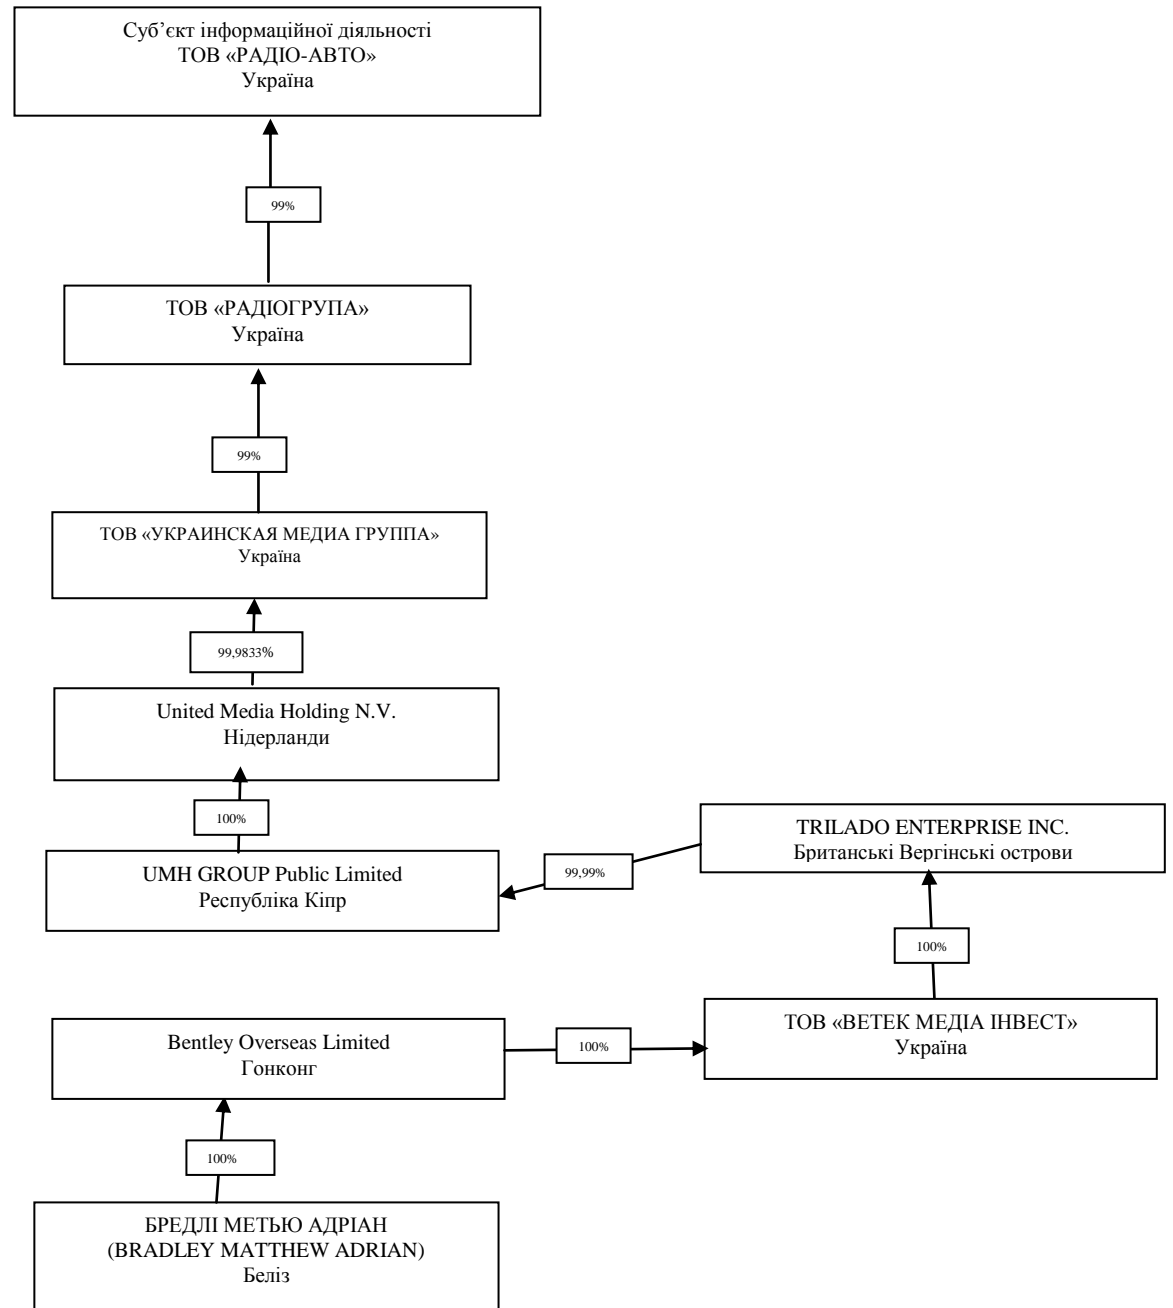 Суб’єкт інформаційної діяльності
ТОВ «РАДІО-АВТО»
Україна
99%
ТОВ «РАДІОГРУПА»
Україна
99%
ТОВ «УКРАИНСКАЯ МЕДИА ГРУППА»
Україна
99,9833%
United Media Holding N.V.
Нідерланди
100%
UMH GROUP Public Limited
Республіка Кіпр
99,99%
TRILADO ENTERPRISE INC.
Британські Вергінські острови
100%
ТОВ «ВЕТЕК МЕДІА ІНВЕСТ»
Україна
100%
Bentley Overseas Limited
Гонконг
100%
БРЕДЛІ МЕТЬЮ АДРІАН
(BRADLEY MATTHEW ADRIAN)
Беліз